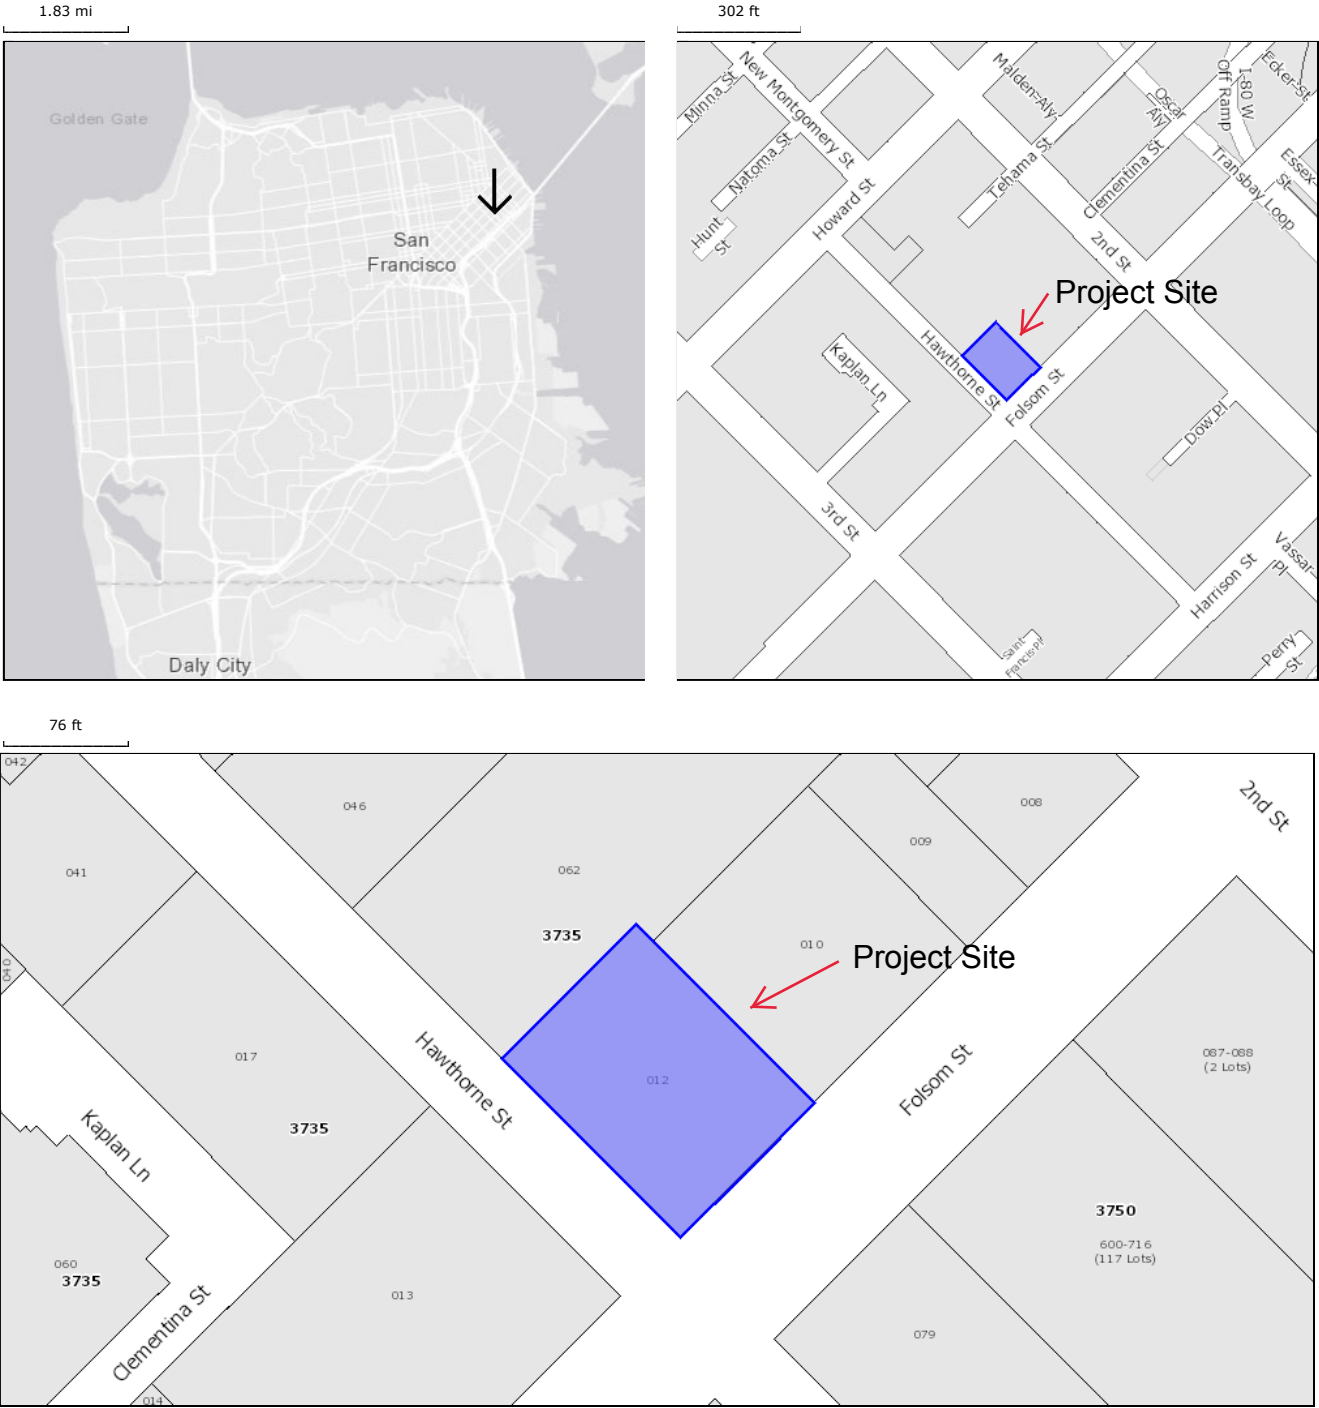 1.83 mi
Golden Gate
San
Francisco
Daly City
302 ft
New Montgomery St
Minna St
Natoma St
Hunt
St
Howard St
Malden Aly
Oscar
Aly
I-80 W
Off Ramp
Ecker St
Essex
St
Tehama St
Clementina St
Transbay Loop
2nd St
Project Site
Hawthorne St
Folsom St
Kaplan Ln
Dow Pl
3rd St
Harrison St
Vassar
Pl
Saint
Francis Pl
Perry
St
76 ft
042
046
008
2nd St
009
041
062
3735
010
Project Site
040
017
Hawthorne St
012
Folsom St
087-088
(2 Lots)
Kaplan Ln
3735
3750
600-716
(117 Lots)
060
3735
013
Clementina St
079
014